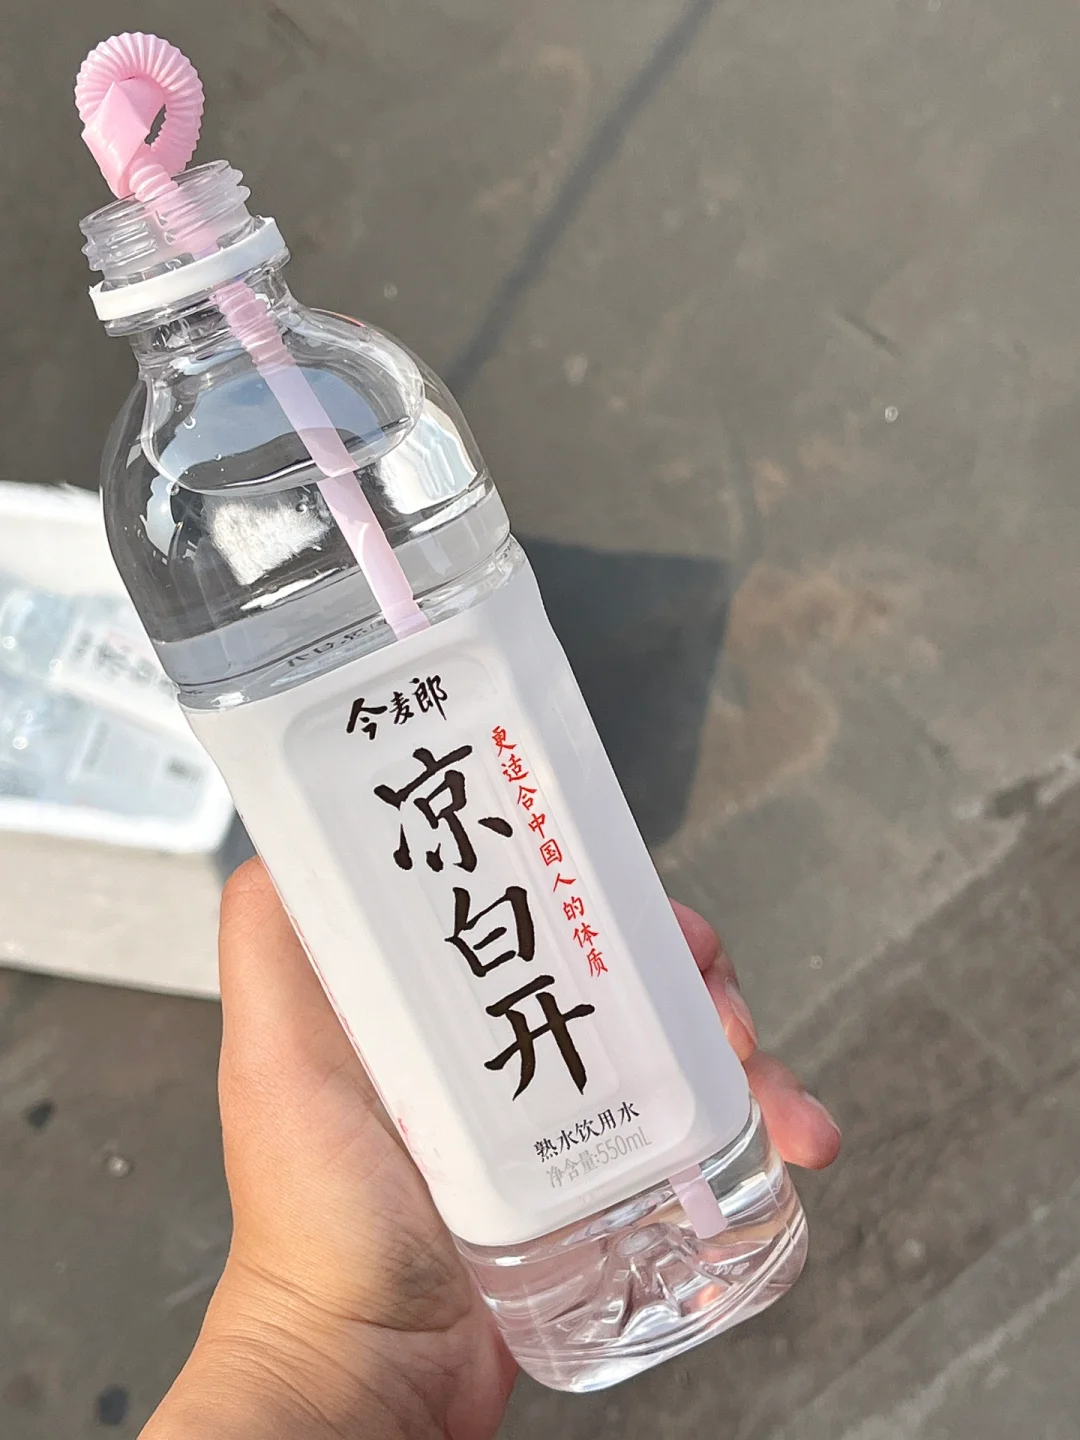 今麦郎
凉白开
更适合中国人的体质
熟水饮用水
净含量:550mL